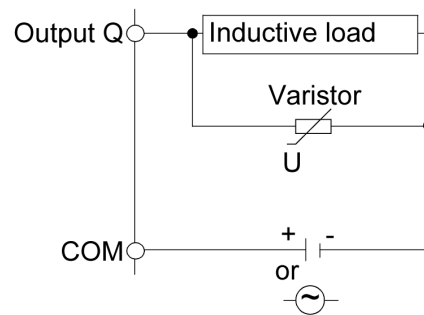 Output Q
Inductive load
Varistor
U
COM
+ -
or
~